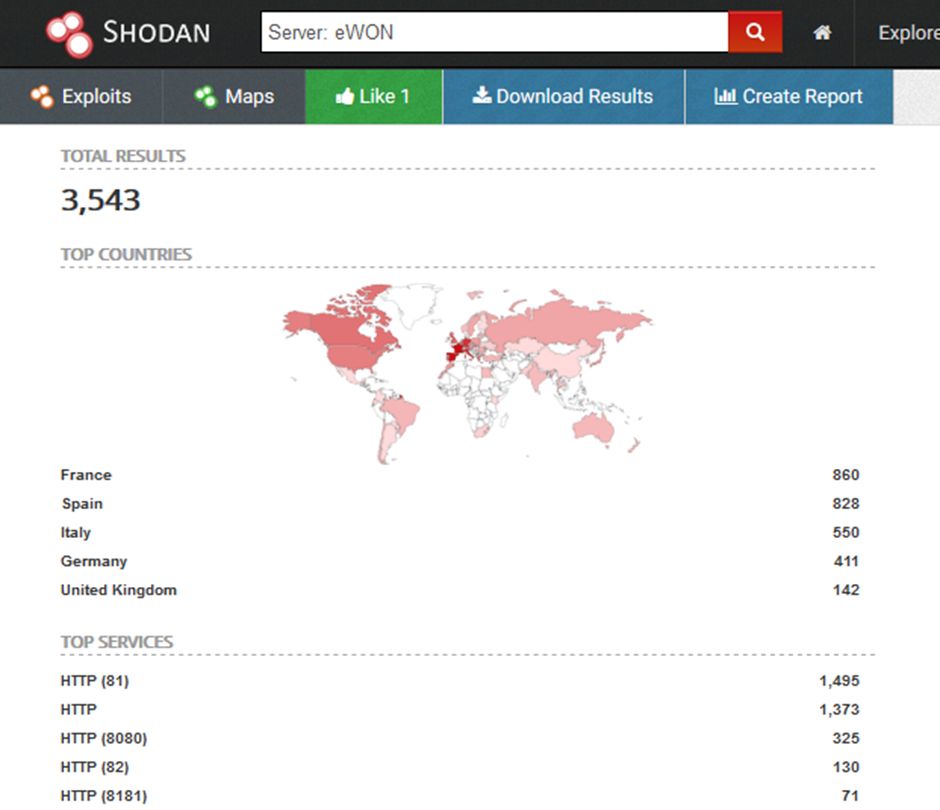 SHODAN Server: eWON Explore
Exploits Maps Like 1 Download Results Create Report
TOTAL RESULTS
3,543
TOP COUNTRIES
France 860
Spain 828
Italy 550
Germany 411
United Kingdom 142
TOP SERVICES
HTTP (81) 1,495
HTTP 1,373
HTTP (8080) 325
HTTP (82) 130
HTTP (8181) 71